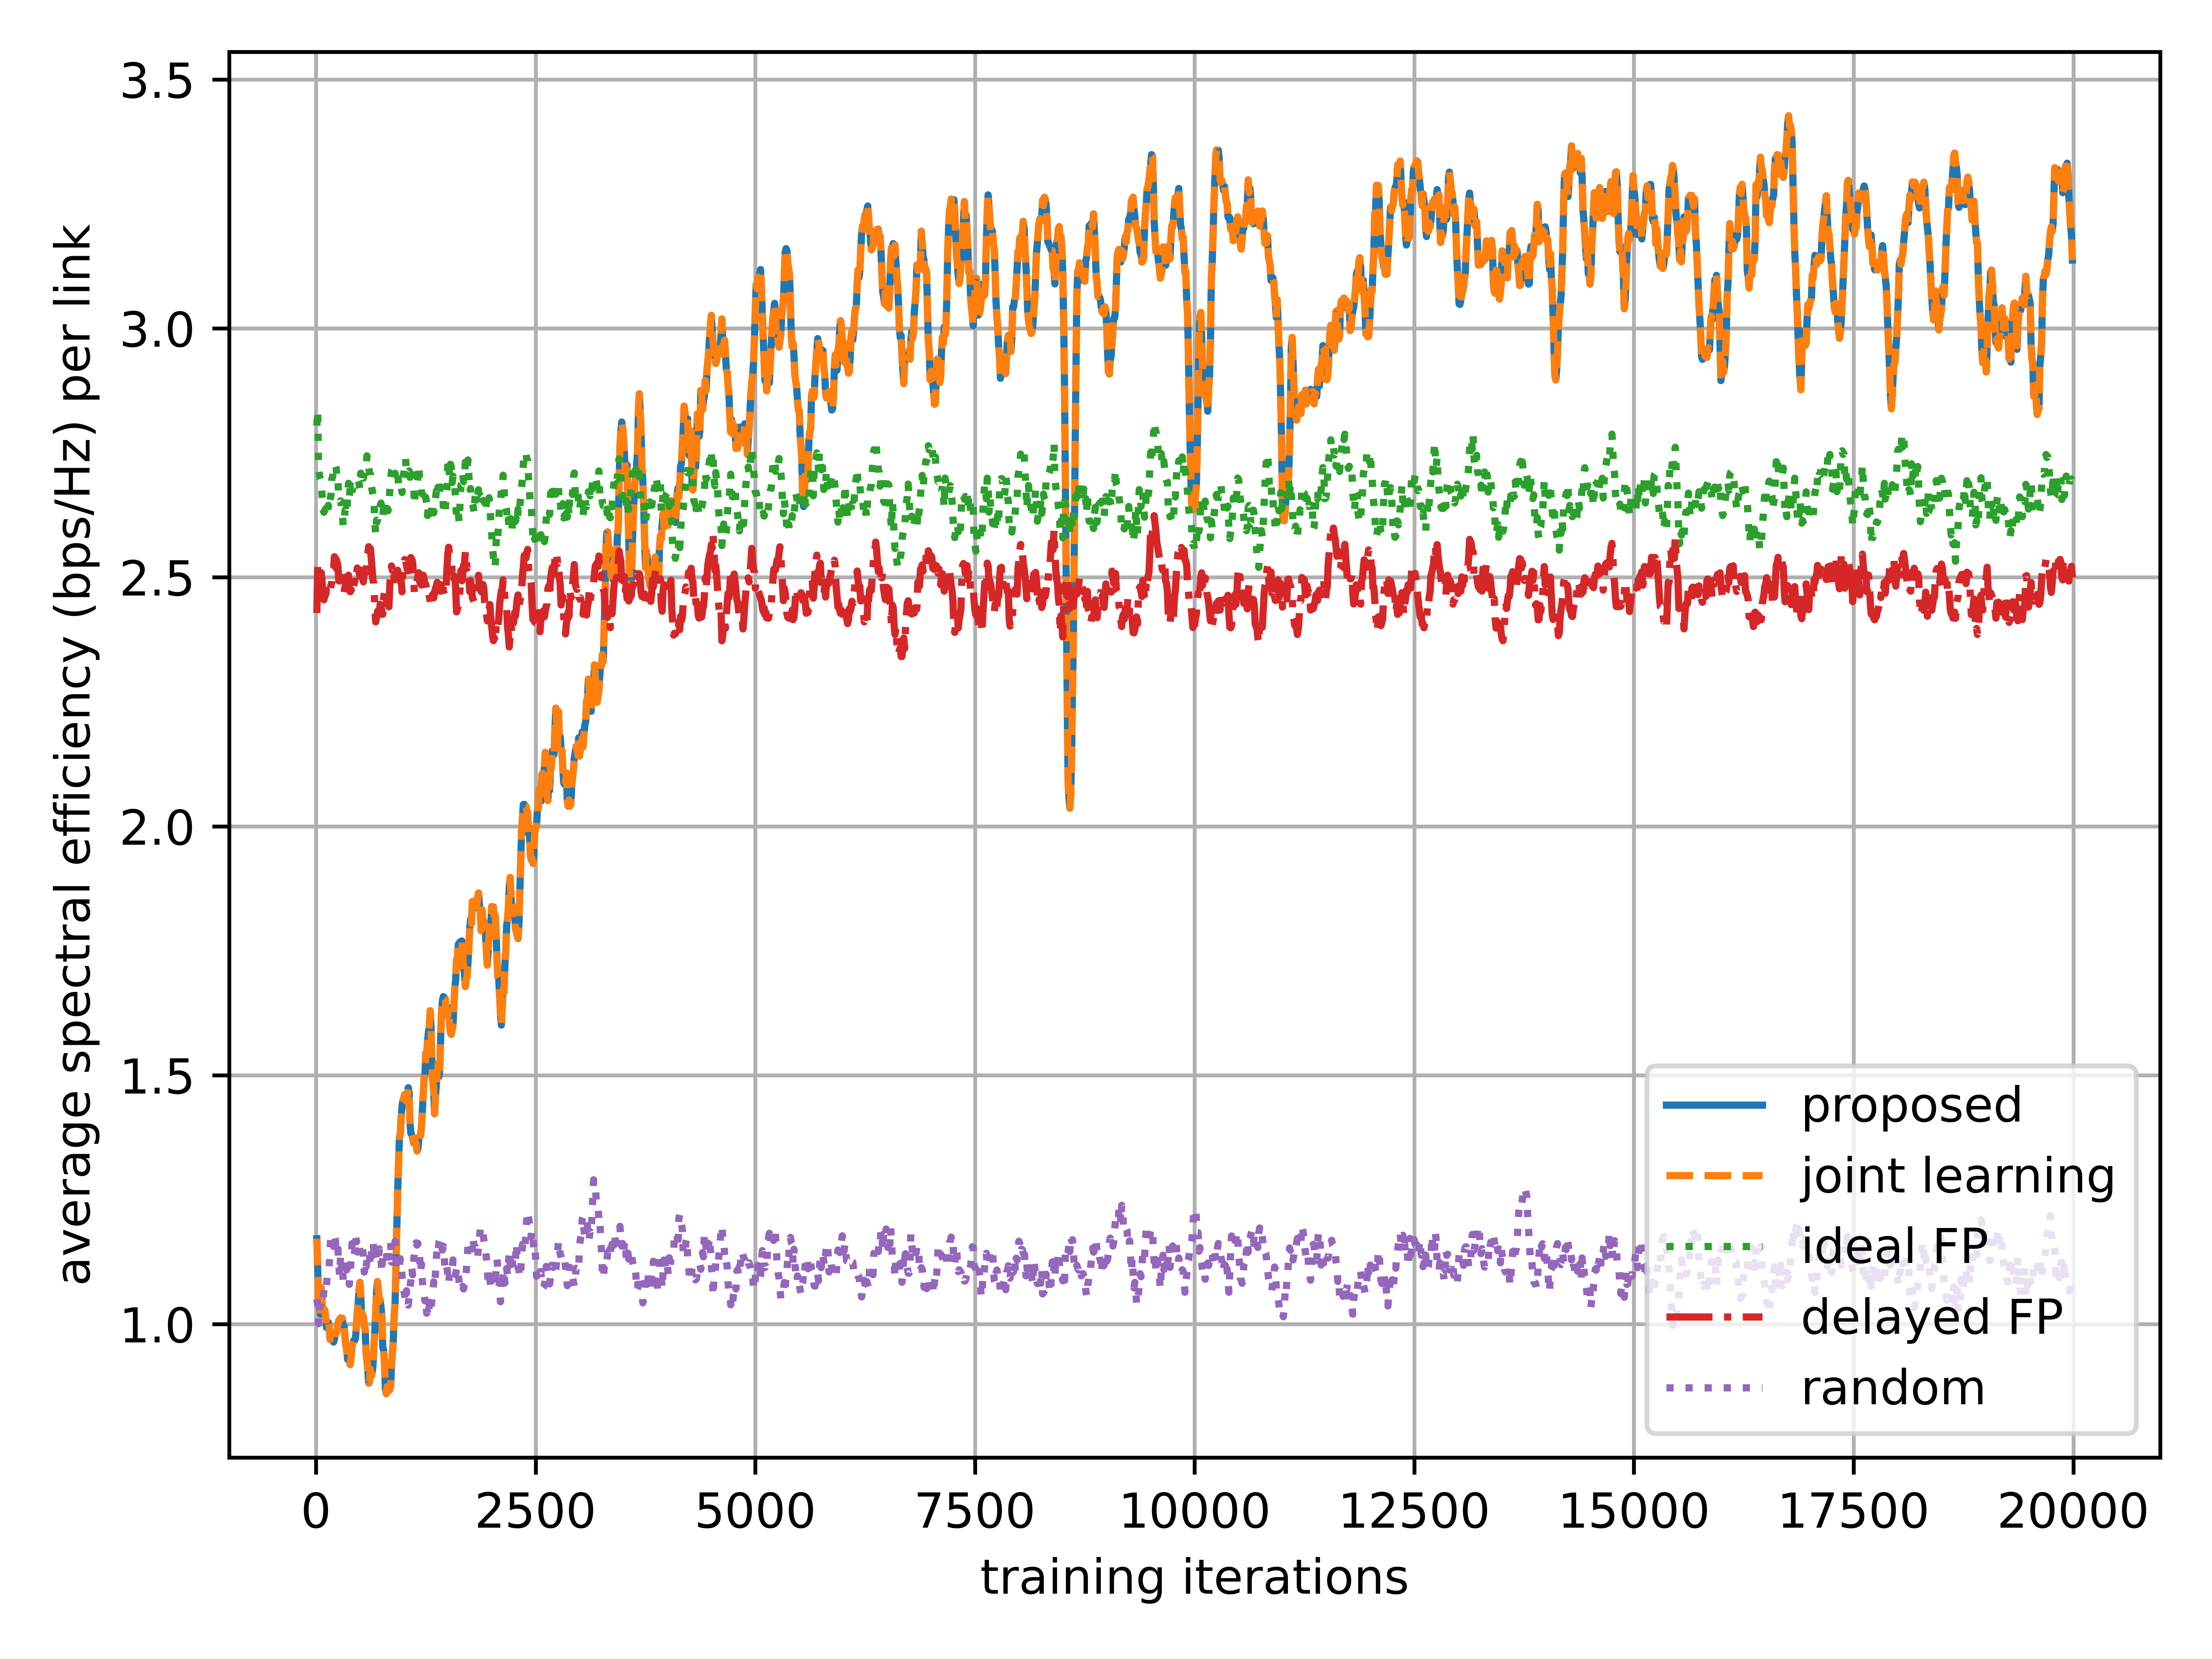 average spectral efficiency (bps/Hz) per link
3.5
3.0
2.5
2.0
1.5
1.0
proposed
joint learning
ideal FP
delayed FP
random
0 2500 5000 7500 10000 12500 15000 17500 20000
training iterations